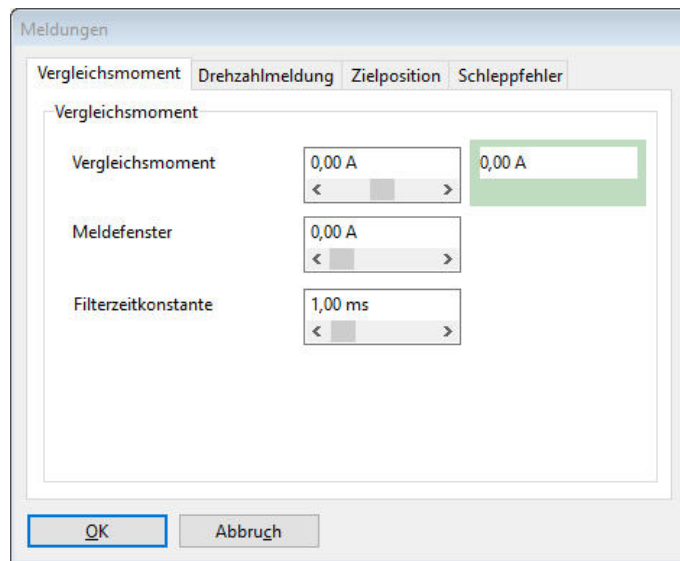 Meldungen
Vergleichsmoment Drehzahlmeldung Zielposition Schleppfehler
Vergleichsmoment
Vergleichsmoment 0,00 A 0,00 A
Meldefenster 0,00 A
Filterzeitkonstante 1,00 ms
OK Abbruch